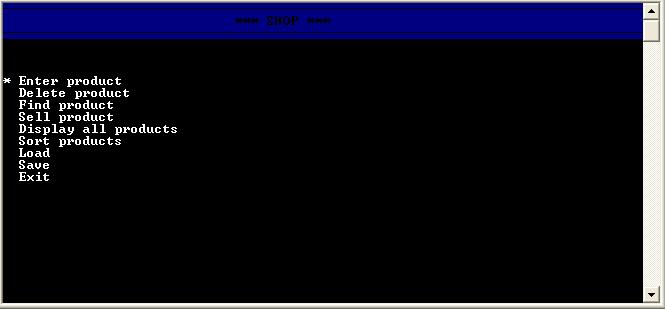 ==== SHOP ====
* Enter product
Delete product
Find product
Sell product
Display all products
Sort products
Load
Save
Exit